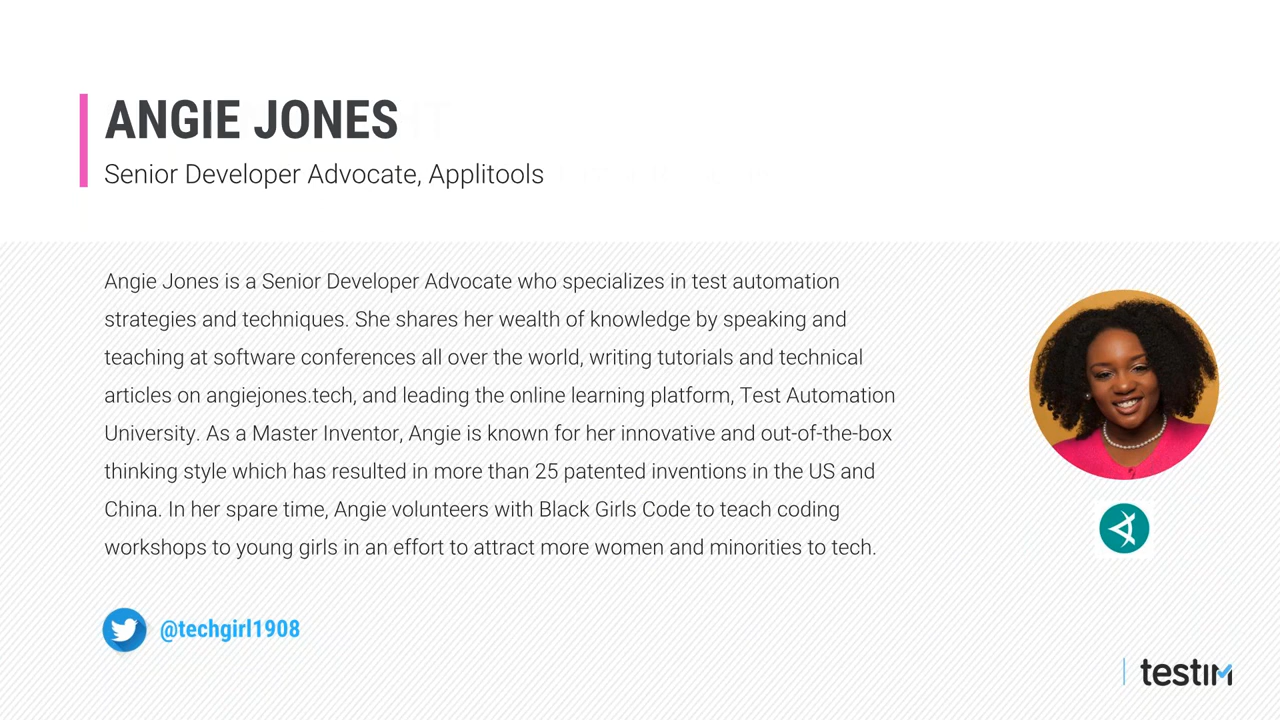 ANGIE JONES
Senior Developer Advocate, Applitools
Angie Jones is a Senior Developer Advocate who specializes in test automation
strategies and techniques. She shares her wealth of knowledge by speaking and
teaching at software conferences all over the world, writing tutorials and technical
articles on angiejones.tech, and leading the online learning platform, Test Automation
University. As a Master Inventor, Angie is known for her innovative and out-of-the-box
thinking style which has resulted in more than 25 patented inventions in the US and
China. In her spare time, Angie volunteers with Black Girls Code to teach coding
workshops to young girls in an effort to attract more women and minorities to tech.
@techgirl1908
testim